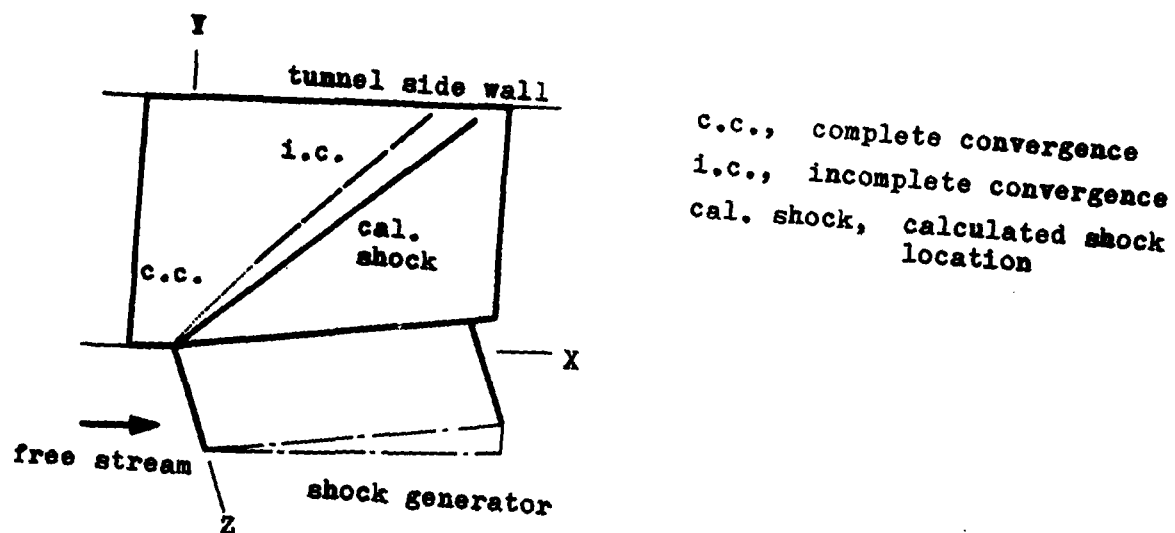 Y
tunnel side wall
i.c.
cal.
shock
c.c.
X
free stream
shock generator
Z
c.c., complete convergence
i.c., incomplete convergence
cal. shock, calculated shock
location